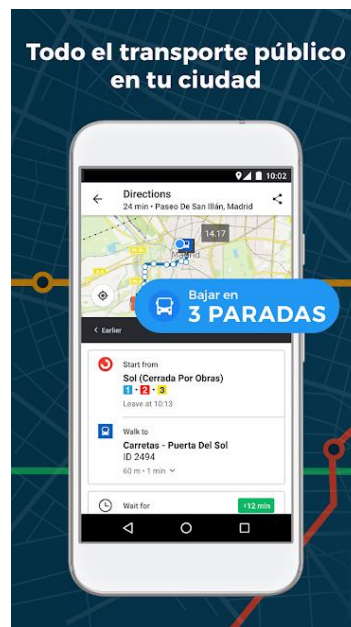 Todo el transporte público
en tu ciudad
10:02
Directions
24 min • Paseo De San Illán, Madrid
14.17
Madrid
Bajar en
3 PARADAS
Earlier
Start from
Sol (Cerrada Por Obras)
1 • 2 • 3
Leave at 10:13
Walk to
Carretas - Puerta Del Sol
ID 2494
60 m • 1 min
Wait for
12 min